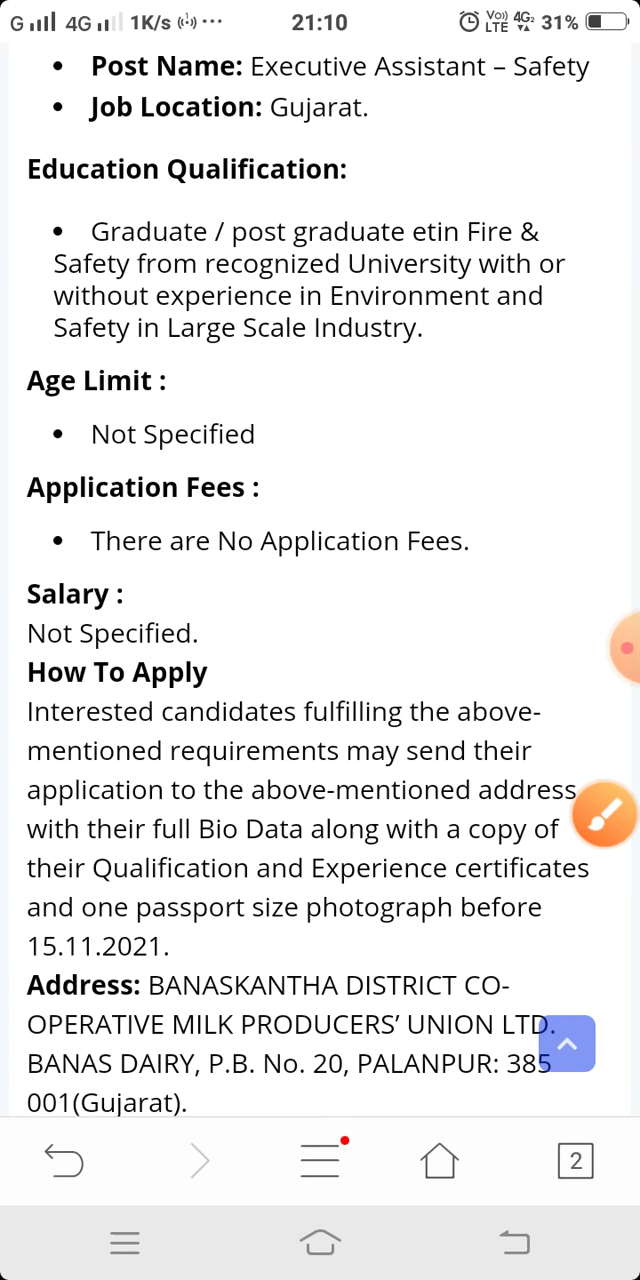 G 4G 1K/s ... 21:10 Vo)) LTE 4G2 31%
• Post Name: Executive Assistant – Safety
• Job Location: Gujarat.
Education Qualification:
• Graduate / post graduate etin Fire &
Safety from recognized University with or
without experience in Environment and
Safety in Large Scale Industry.
Age Limit :
• Not Specified
Application Fees :
• There are No Application Fees.
Salary :
Not Specified.
How To Apply
Interested candidates fulfilling the above-
mentioned requirements may send their
application to the above-mentioned address
with their full Bio Data along with a copy of
their Qualification and Experience certificates
and one passport size photograph before
15.11.2021.
Address: BANASKANTHA DISTRICT CO-
OPERATIVE MILK PRODUCERS’ UNION LTD.
BANAS DAIRY, P.B. No. 20, PALANPUR: 385
001(Gujarat).
2